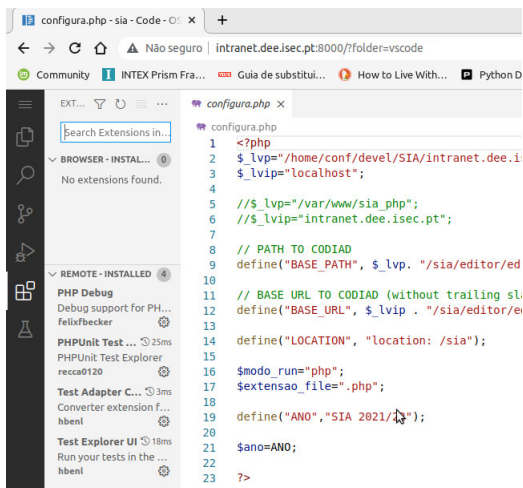 configura.php - sia - Code - OS
Não seguro | intranet.dee.isec.pt:8000/?folder=vscode
Community INTEX Prism Fra... Guia de substitui... How to Live With... Python D
EXT...
configura.php
Search Extensions in...
configura.php
BROWSER - INSTAL... 0
No extensions found.
REMOTE - INSTALLED 4
PHP Debug
Debug support for PH...
felixfbecker
PHPUnit Test ... 25ms
PHPUnit Test Explorer
recca0120
Test Adapter C... 3ms
Converter extension f...
hbenl
Test Explorer UI 18ms
Run your tests in the ...
hbenl
1 <?php
2 $_lvp="/home/conf/devel/SIA/intranet.dee.is
3 $_lvip="localhost";
4
5 //$_lvp="/var/www/sia_php";
6 //$_lvip="intranet.dee.isec.pt";
7
8 // PATH TO CODIAD
9 define("BASE_PATH", $_lvp. "/sia/editor/ed
10
11 // BASE URL TO CODIAD (without trailing sla
12 define("BASE_URL", $_lvip . "/sia/editor/ed
13
14 define("LOCATION", "location: /sia");
15
16 $modo_run="php";
17 $extensao_file=".php";
18
19 define("ANO","SIA 2021/
20
21 $ano=ANO;
22
23 ?>